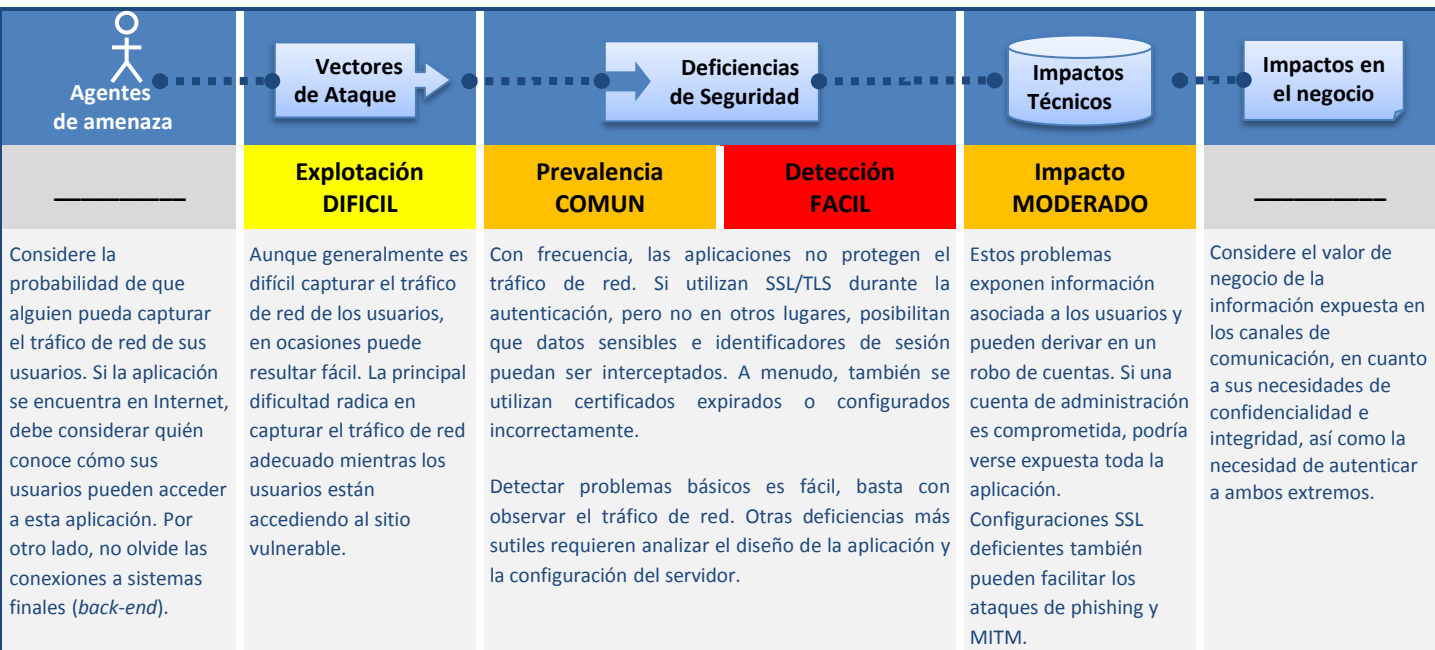 Agentes
de amenaza
Vectores
de Ataque
Deficiencias
de Seguridad
Impactos
Técnicos
Impactos en
el negocio
__________
Explotación
DIFICIL
Prevalencia
COMUN
Detección
FACIL
Impacto
MODERADO
__________
Considere la
probabilidad de que
alguien pueda capturar
el tráfico de red de sus
usuarios. Si la aplicación
se encuentra en Internet,
debe considerar quién
conoce cómo sus
usuarios pueden acceder
a esta aplicación. Por
otro lado, no olvide las
conexiones a sistemas
finales (back-end).
Aunque generalmente es
difícil capturar el tráfico
de red de los usuarios,
en ocasiones puede
resultar fácil. La principal
dificultad radica en
capturar el tráfico de red
adecuado mientras los
usuarios están
accediendo al sitio
vulnerable.
Con frecuencia, las aplicaciones no protegen el
tráfico de red. Si utilizan SSL/TLS durante la
autenticación, pero no en otros lugares, posibilitan
que datos sensibles e identificadores de sesión
puedan ser interceptados. A menudo, también se
utilizan certificados expirados o configurados
incorrectamente.
Detectar problemas básicos es fácil, basta con
observar el tráfico de red. Otras deficiencias más
sutiles requieren analizar el diseño de la aplicación y
la configuración del servidor.
Estos problemas
exponen información
asociada a los usuarios y
pueden derivar en un
robo de cuentas. Si una
cuenta de administración
es comprometida, podría
verse expuesta toda la
aplicación.
Configuraciones SSL
deficientes también
pueden facilitar los
ataques de phishing y
MITM.
Considere el valor de
negocio de la
información expuesta en
los canales de
comunicación, en cuanto
a sus necesidades de
confidencialidad e
integridad, así como la
necesidad de autenticar
a ambos extremos.